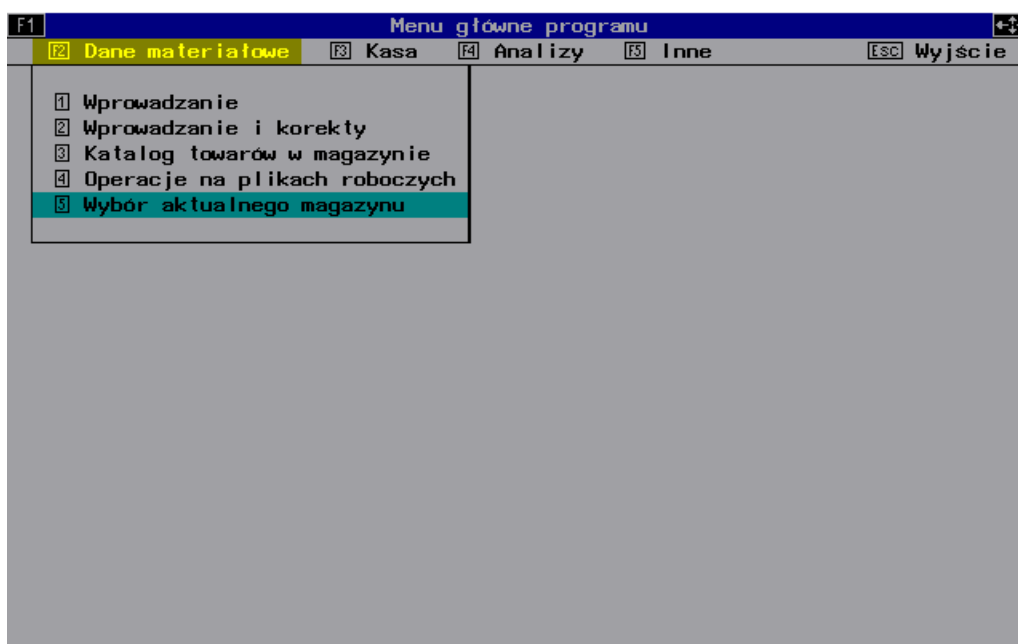 F1 Menu główne programu
F2 Dane materiałowe F3 Kasa F4 Analizy F5 Inne ESC Wyjście
1 Wprowadzanie
2 Wprowadzanie i korekty
3 Katalog towarów w magazynie
4 Operacje na plikach roboczych
5 Wybór aktualnego magazynu